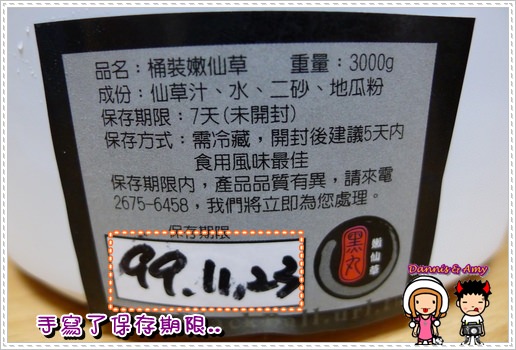 品名：桶裝嫩仙草　重量：3000g
成份：仙草汁、水、二砂、地瓜粉
保存期限：7天(未開封)
保存方式：需冷藏，開封後建議5天內
食用風味最佳
保存期限內，產品品質有異，請來電
2675-6458，我們將立即為您處理。
保存期限
99.11.23
黑丸
嫩仙草
Dannis & Amy
手寫了保存期限..